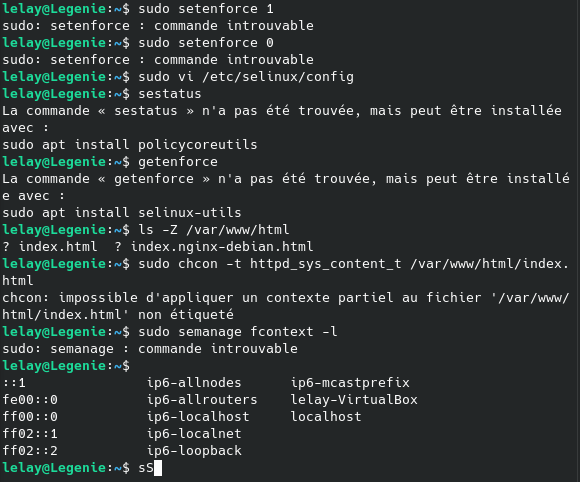 lelay@Legenie:~$ sudo setenforce 1
sudo: setenforce : commande introuvable
lelay@Legenie:~$ sudo setenforce 0
sudo: setenforce : commande introuvable
lelay@Legenie:~$ sudo vi /etc/selinux/config
lelay@Legenie:~$ sestatus
La commande « sestatus » n'a pas été trouvée, mais peut être installée
avec :
sudo apt install policycoreutils
lelay@Legenie:~$ getenforce
La commande « getenforce » n'a pas été trouvée, mais peut être installé
e avec :
sudo apt install selinux-utils
lelay@Legenie:~$ ls -Z /var/www/html
? index.html  ? index.nginx-debian.html
lelay@Legenie:~$ sudo chcon -t httpd_sys_content_t /var/www/html/index.
html
chcon: impossible d'appliquer un contexte partiel au fichier '/var/www/
html/index.html' non étiqueté
lelay@Legenie:~$ sudo semanage fcontext -l
sudo: semanage : commande introuvable
lelay@Legenie:~$
::1               ip6-allnodes      ip6-mcastprefix
fe00::0           ip6-allrouters    lelay-VirtualBox
ff00::0           ip6-localhost     localhost
ff02::1           ip6-localnet
ff02::2           ip6-loopback
lelay@Legenie:~$ sS